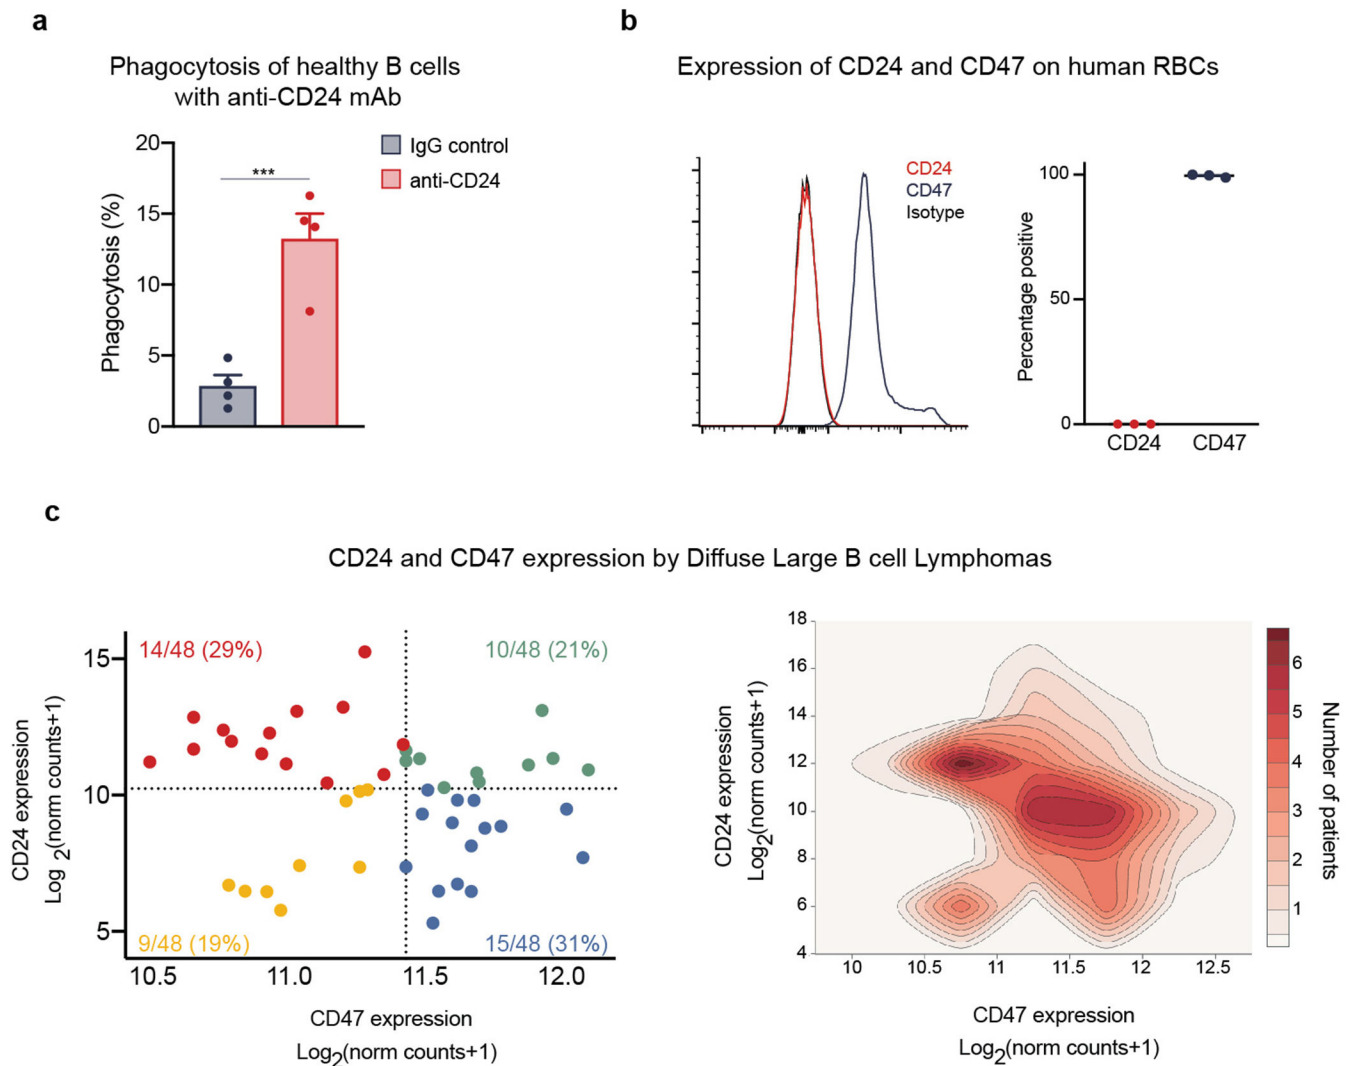 a
Phagocytosis of healthy B cells
with anti-CD24 mAb
20
15
10
5
0
Phagocytosis (%)
***
IgG control
anti-CD24
b
Expression of CD24 and CD47 on human RBCs
CD24
CD47
Isotype
Percentage positive
100
50
0
CD24 CD47
c
CD24 and CD47 expression by Diffuse Large B cell Lymphomas
CD24 expression
Log2(norm counts+1)
15
10
5
14/48 (29%)
10/48 (21%)
9/48 (19%)
15/48 (31%)
10.5 11.0 11.5 12.0
CD47 expression
Log2(norm counts+1)
CD24 expression
Log2(norm counts+1)
18
16
14
12
10
8
6
4
10 10.5 11 11.5 12 12.5
CD47 expression
Log2(norm counts+1)
6
5
4
3
2
1
Number of patients